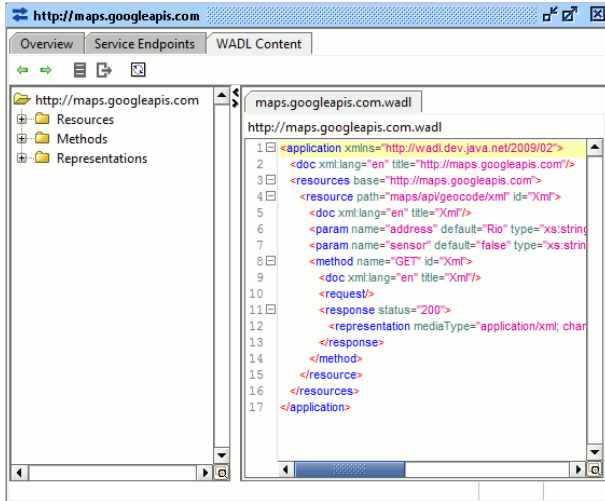 http://maps.googleapis.com
Overview Service Endpoints WADL Content
http://maps.googleapis.com
Resources
Methods
Representations
maps.googleapis.com.wadl
http://maps.googleapis.com.wadl
1 <application xmlns="http://wadl.dev.java.net/2009/02">
2 <doc xml:lang="en" title="http://maps.googleapis.com"/>
3 <resources base="http://maps.googleapis.com">
4 <resource path="maps/api/geocode/xml" id="Xml">
5 <doc xml:lang="en" title="Xml"/>
6 <param name="address" default="Rio" type="xs:string
7 <param name="sensor" default="false" type="xs:strin
8 <method name="GET" id="Xml">
9 <doc xml:lang="en" title="Xml"/>
10 <request/>
11 <response status="200">
12 <representation mediaType="application/xml; char
13 </response>
14 </method>
15 </resource>
16 </resources>
17 </application>